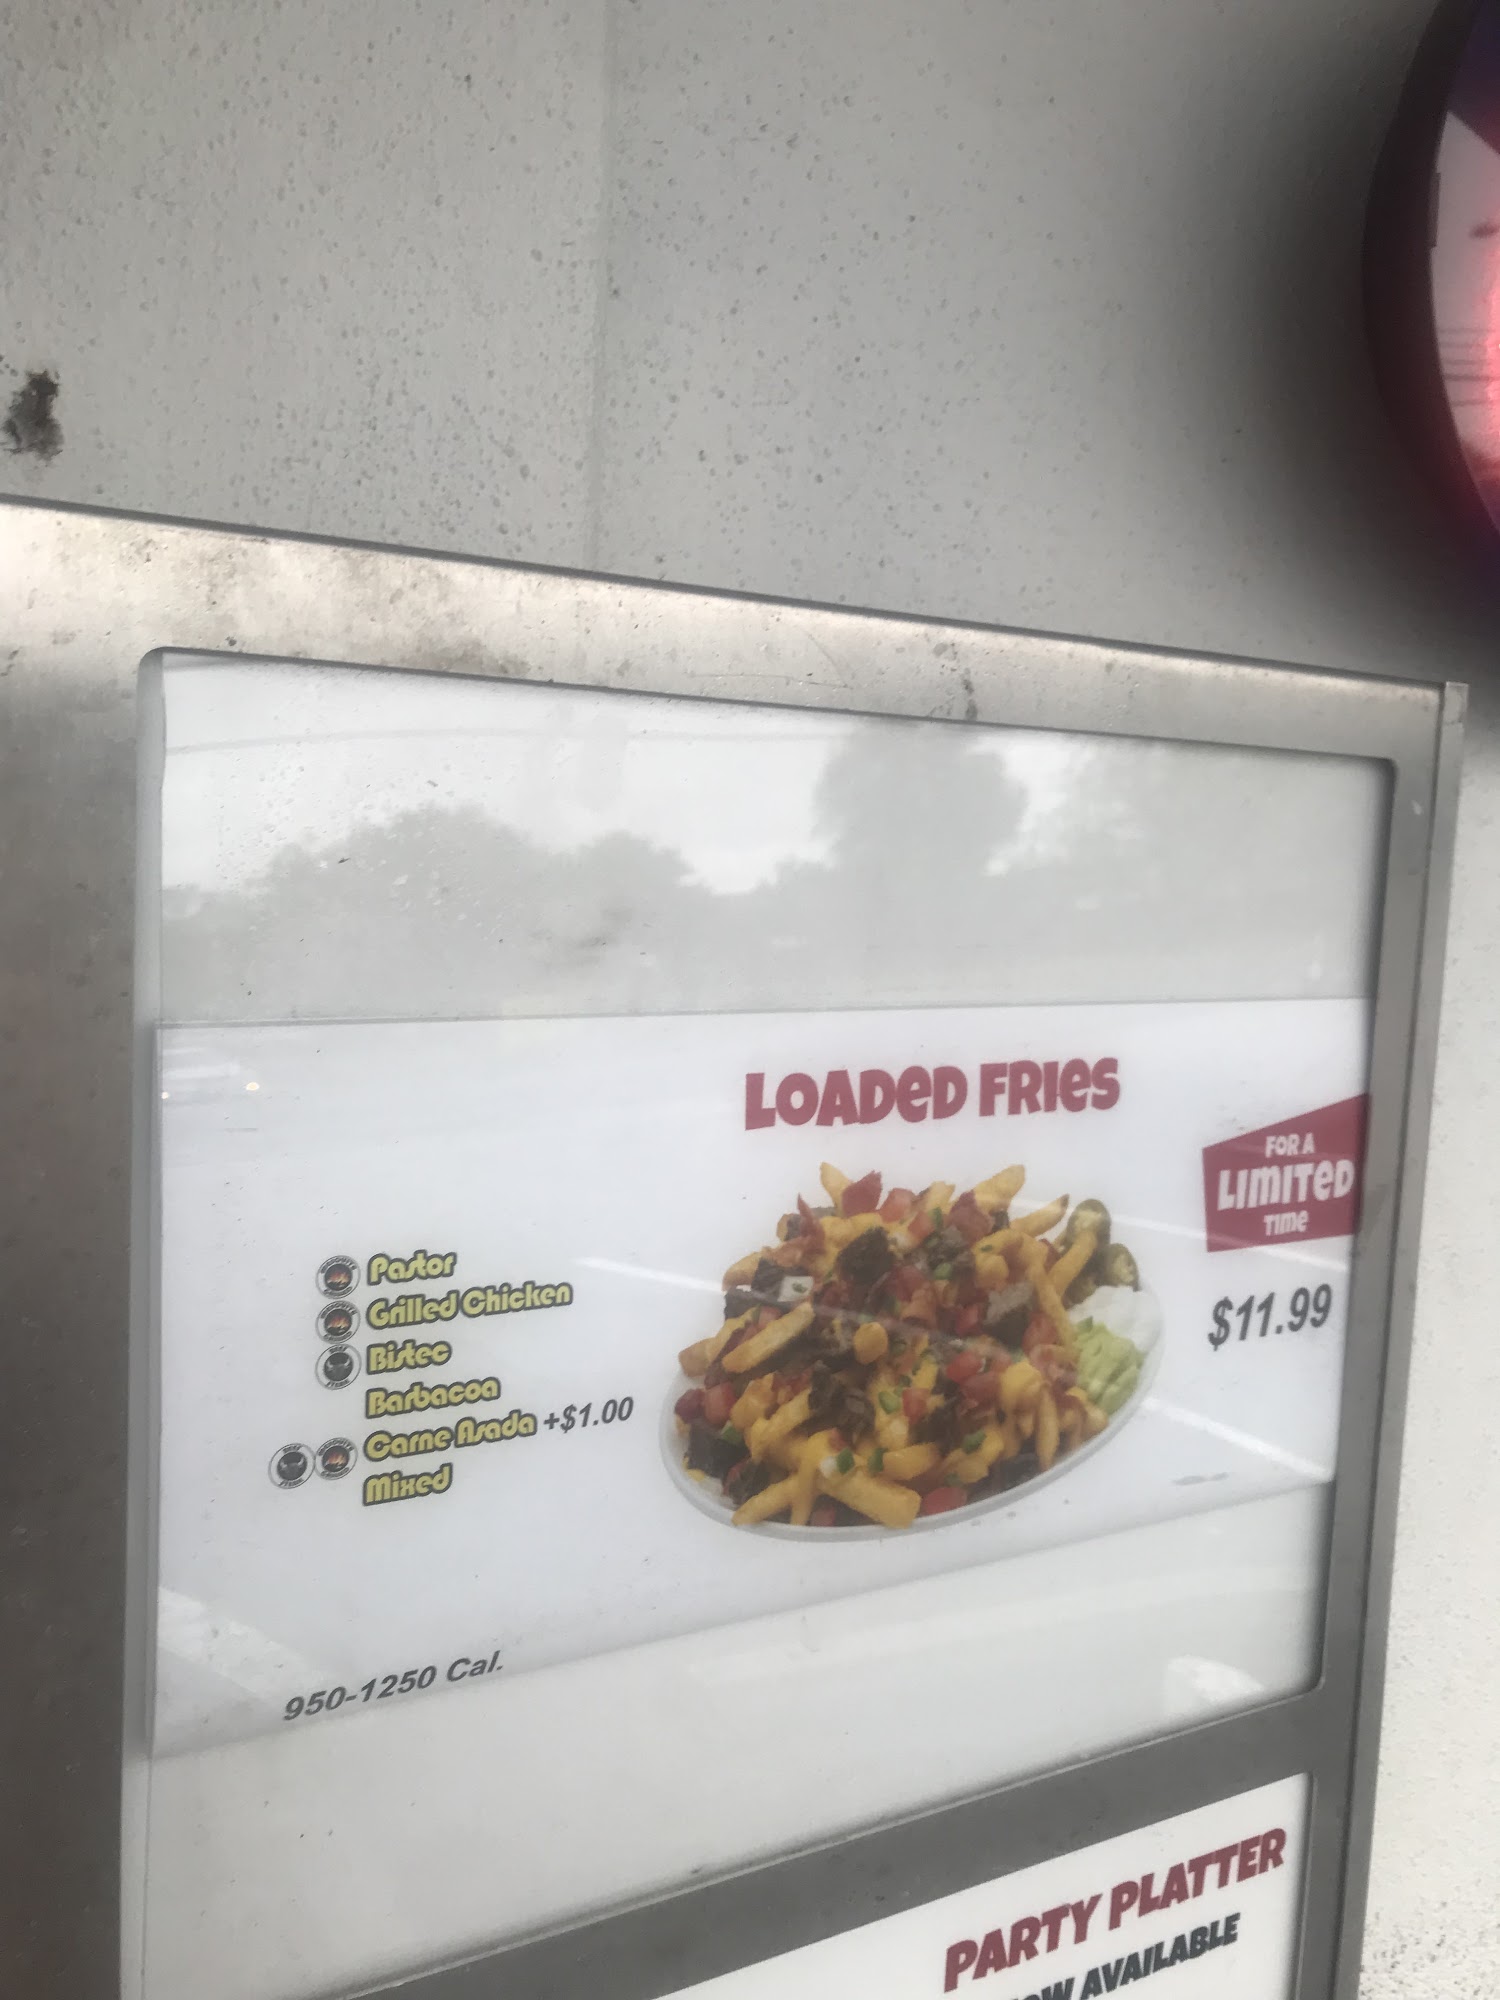 LOADED FRIES
FOR A
LIMITED
TIME
$11.99
Pastor
Grilled Chicken
Bistec
Barbacoa
Carne Asada +$1.00
Mixed
950-1250 Cal.
PARTY PLATTER
AVAILABLE